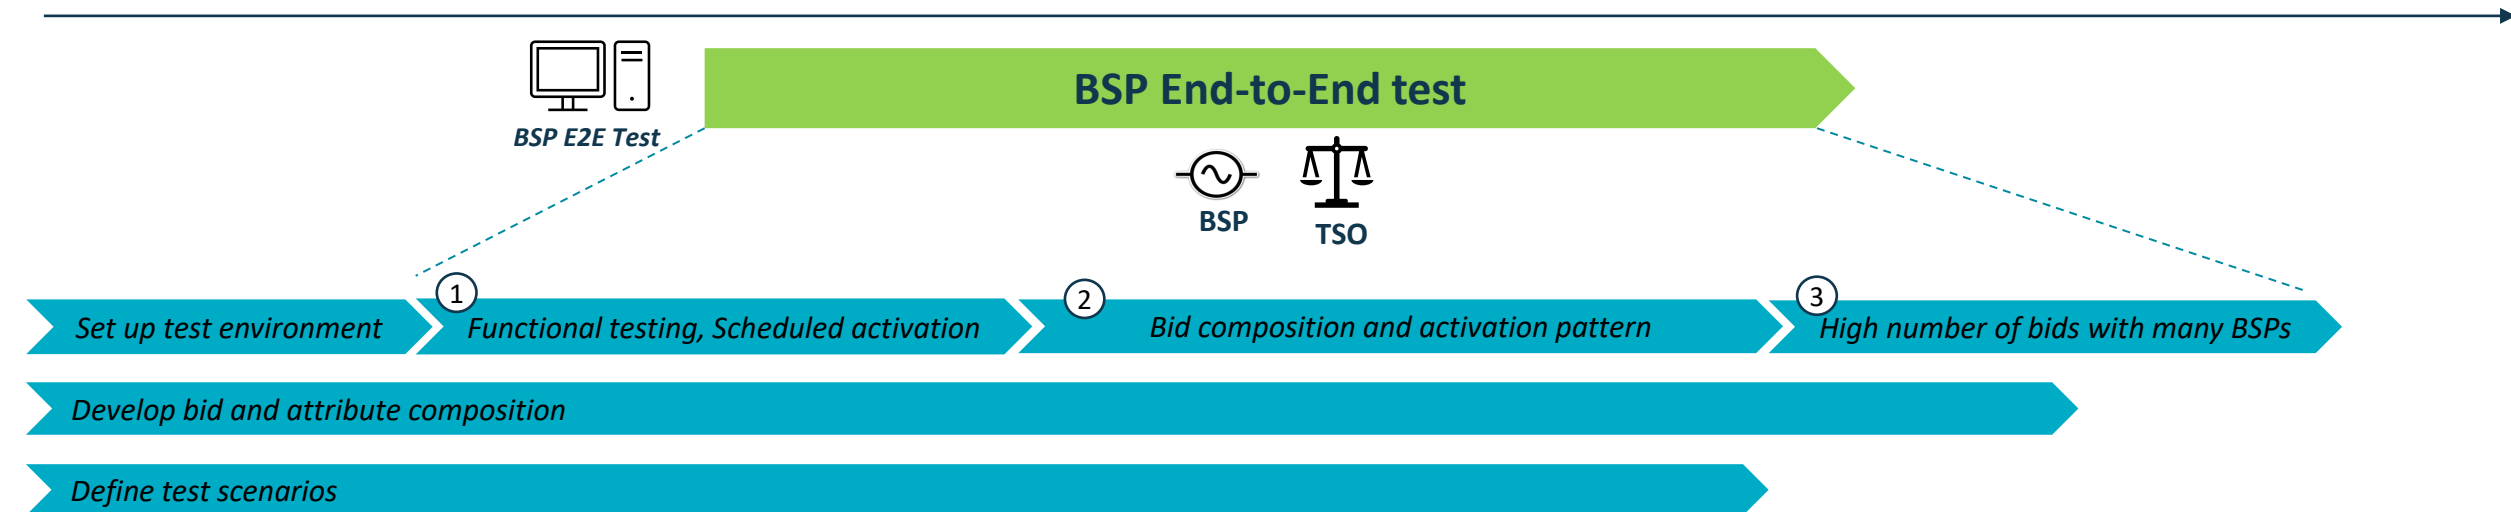 BSP End-to-End test
BSP E2E Test
BSP
TSO
1
2
3
Set up test environment
Functional testing, Scheduled activation
Bid composition and activation pattern
High number of bids with many BSPs
Develop bid and attribute composition
Define test scenarios